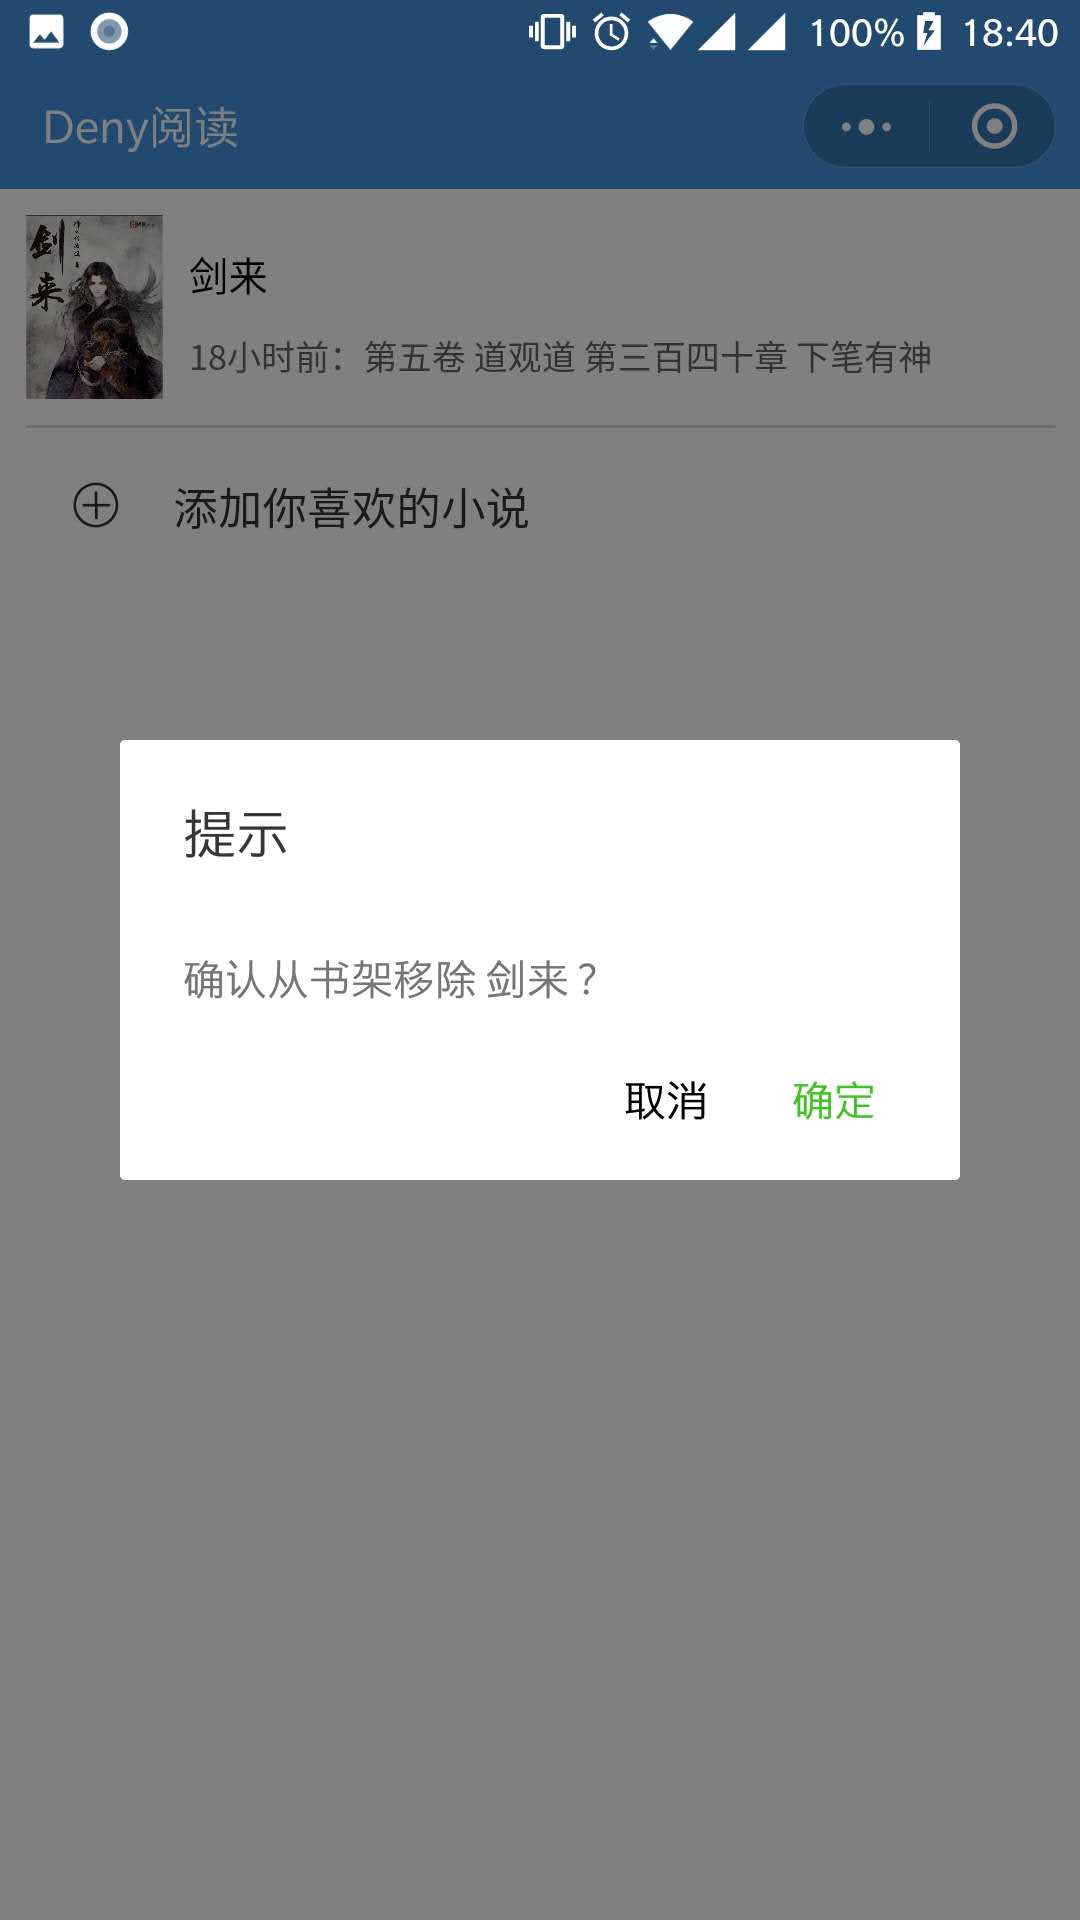 100% 18:40
Deny阅读
剑来
剑来
18小时前：第五卷 道观道 第三百四十章 下笔有神
添加你喜欢的小说
提示
确认从书架移除 剑来 ?
取消 确定